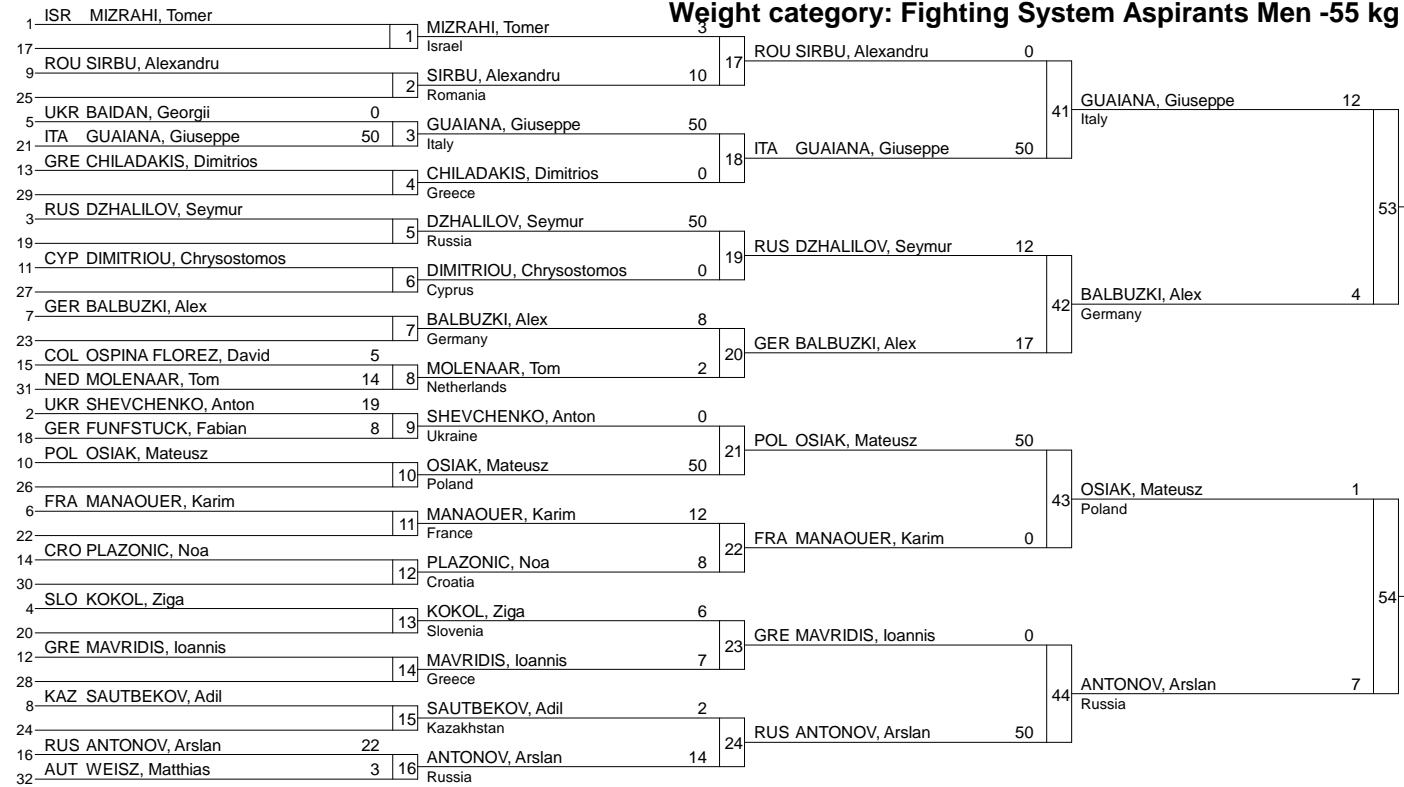 Weight category: Fighting System Aspirants Men -55 kg
1 ISR MIZRAHI, Tomer
17
9 ROU SIRBU, Alexandru
25
5 UKR BAIDAN, Georgii 0
21 ITA GUAIANA, Giuseppe 50
13 GRE CHILADAKIS, Dimitrios
29
3 RUS DZHALILOV, Seymur
19
11 CYP DIMITRIOU, Chrysostomos
27
7 GER BALBUZKI, Alex
23
15 COL OSPINA FLOREZ, David 5
31 NED MOLENAAR, Tom 14
2 UKR SHEVCHENKO, Anton 19
18 GER FUNFSTUCK, Fabian 8
10 POL OSIAK, Mateusz
26
6 FRA MANAOUER, Karim
22
14 CRO PLAZONIC, Noa
30
4 SLO KOKOL, Ziga
20
12 GRE MAVRIDIS, Ioannis
28
8 KAZ SAUTBEKOV, Adil
24
16 RUS ANTONOV, Arslan 22
32 AUT WEISZ, Matthias 3
1 MIZRAHI, Tomer 3
Israel
2 SIRBU, Alexandru 10
Romania
3 GUAIANA, Giuseppe 50
Italy
4 CHILADAKIS, Dimitrios 0
Greece
5 DZHALILOV, Seymur 50
Russia
6 DIMITRIOU, Chrysostomos 0
Cyprus
7 BALBUZKI, Alex 8
Germany
8 MOLENAAR, Tom 2
Netherlands
9 SHEVCHENKO, Anton 0
Ukraine
10 OSIAK, Mateusz 50
Poland
11 MANAOUER, Karim 12
France
12 PLAZONIC, Noa 8
Croatia
13 KOKOL, Ziga 6
Slovenia
14 MAVRIDIS, Ioannis 7
Greece
15 SAUTBEKOV, Adil 2
Kazakhstan
16 ANTONOV, Arslan 14
Russia
17 ROU SIRBU, Alexandru 0
18 ITA GUAIANA, Giuseppe 50
19 RUS DZHALILOV, Seymur 12
20 GER BALBUZKI, Alex 17
21 POL OSIAK, Mateusz 50
22 FRA MANAOUER, Karim 0
23 GRE MAVRIDIS, Ioannis 0
24 RUS ANTONOV, Arslan 50
41 GUAIANA, Giuseppe 12
Italy
42 BALBUZKI, Alex 4
Germany
43 OSIAK, Mateusz 1
Poland
44 ANTONOV, Arslan 7
Russia
53
54